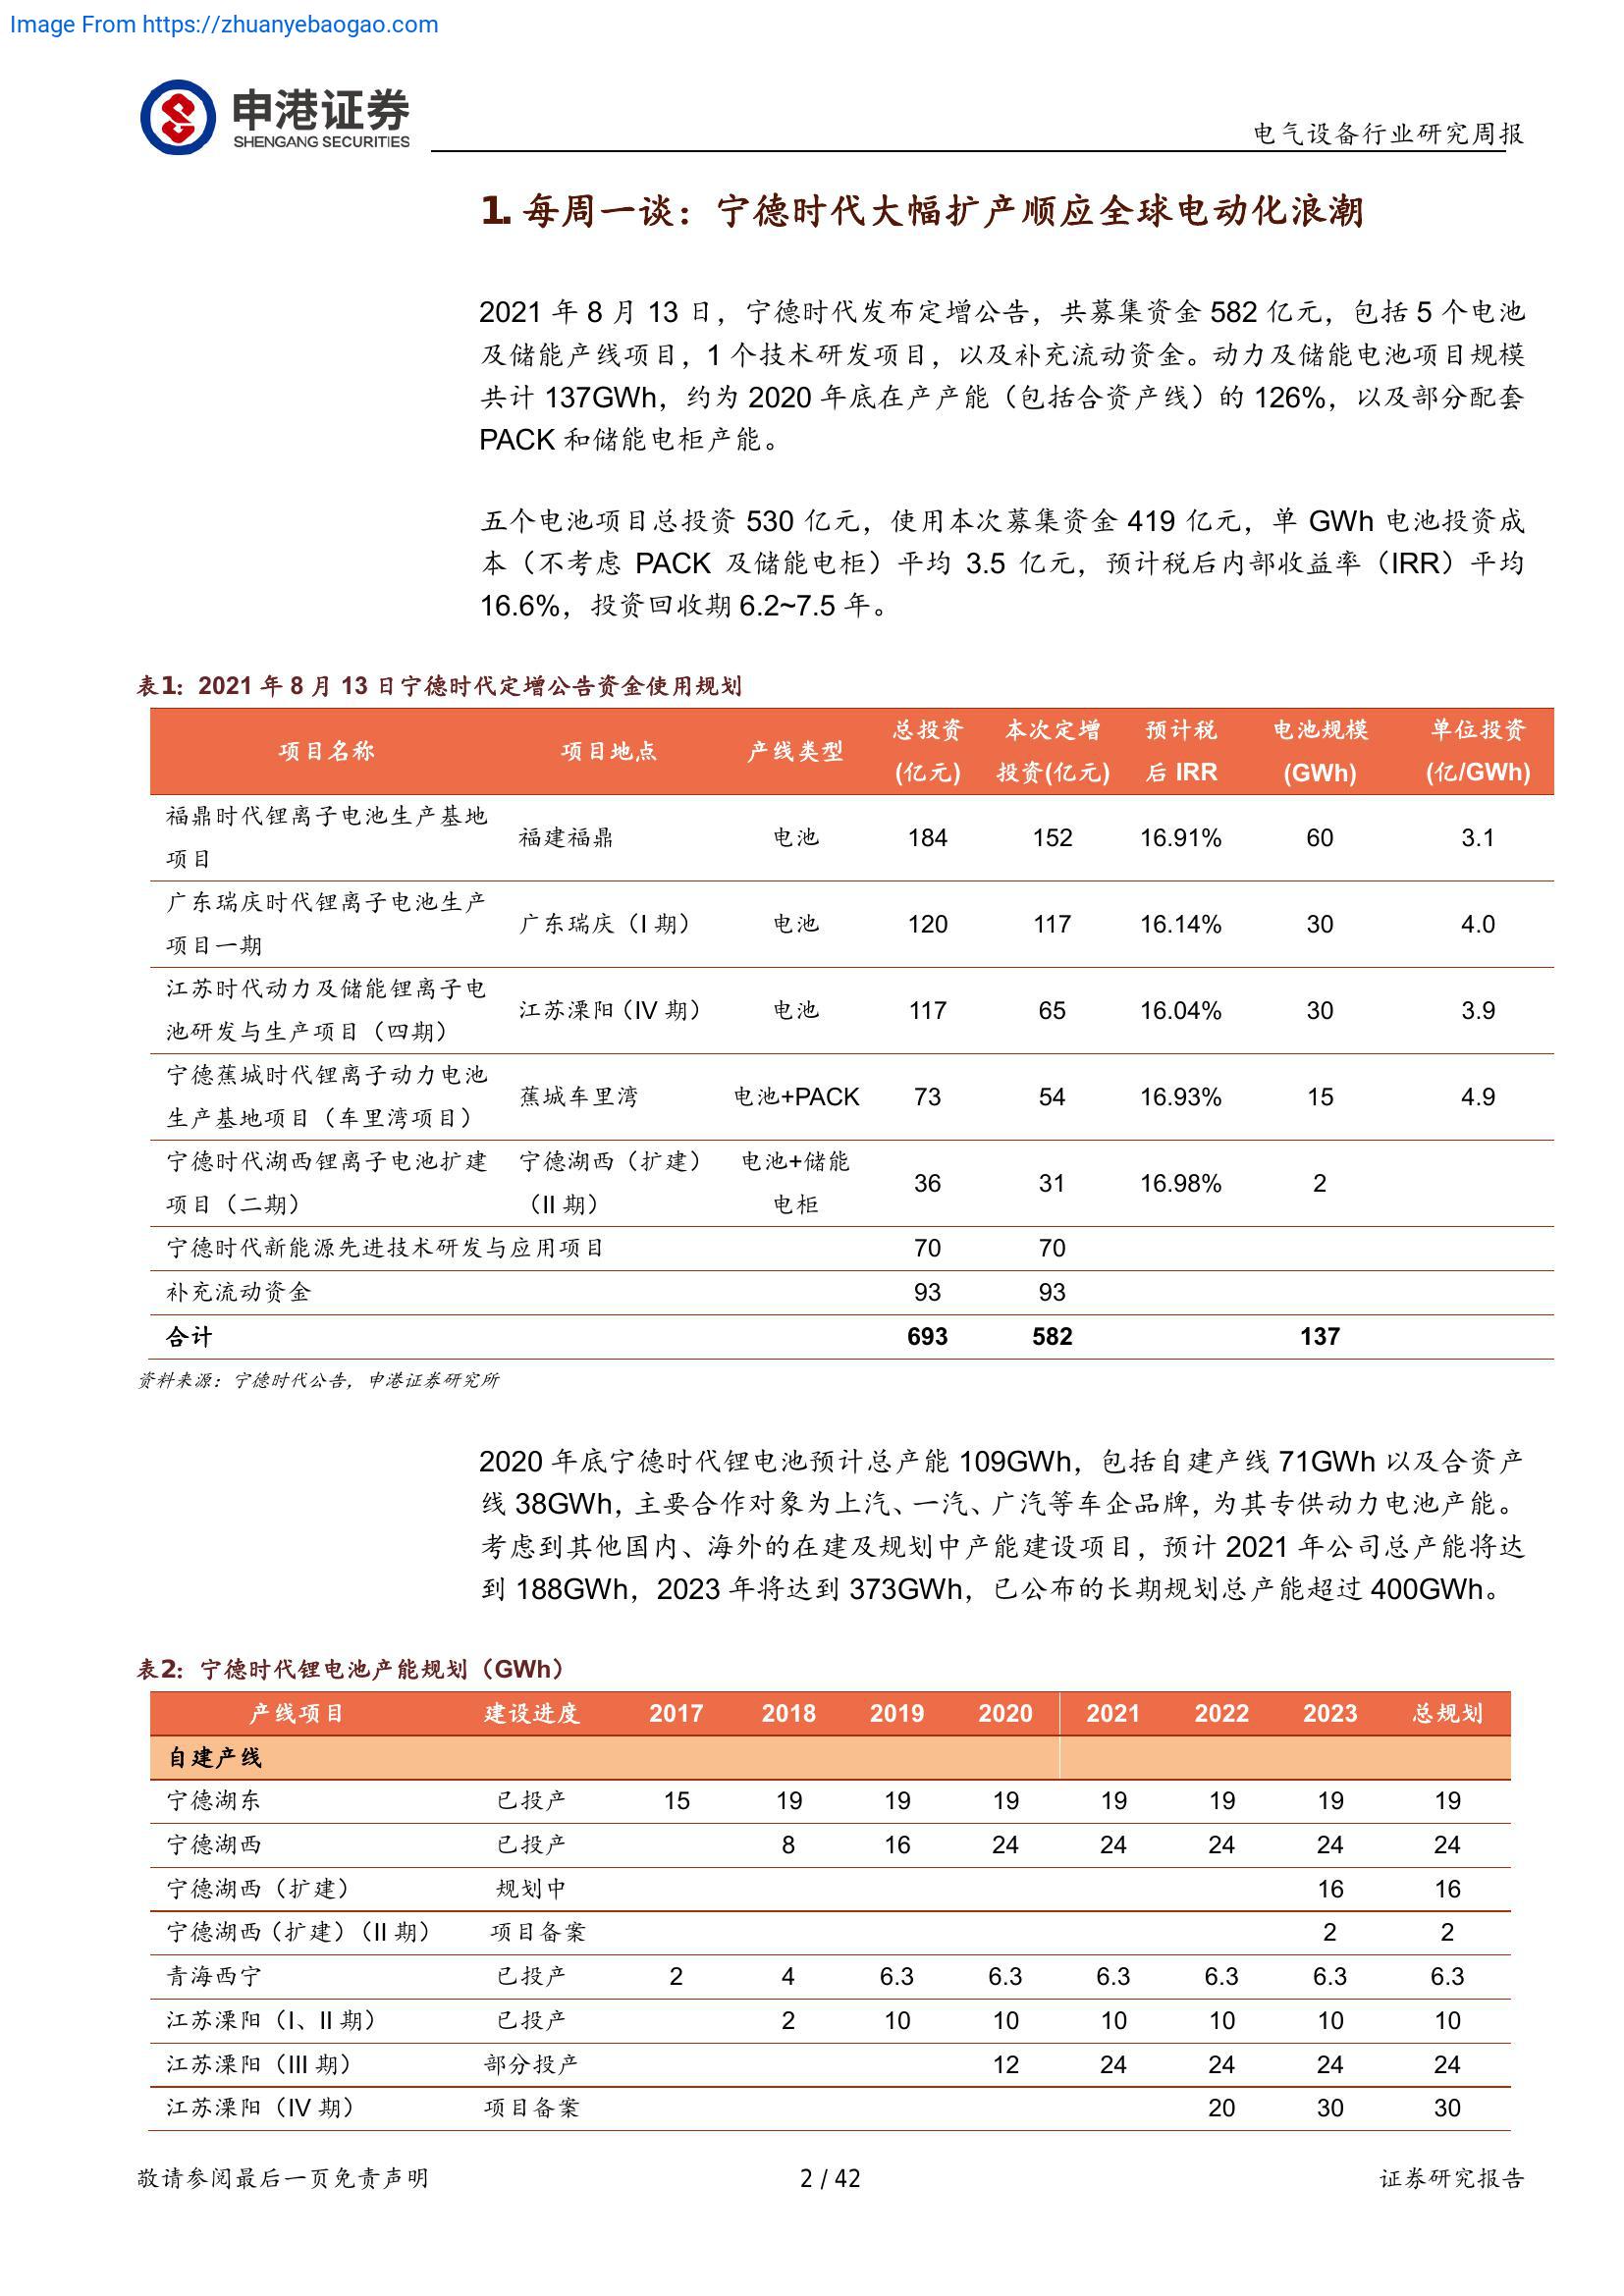 Image From https://zhuanyebaogao.com
申港证券
SHENGANG SECURITIES
电气设备行业研究周报
1. 每周一谈：宁德时代大幅扩产顺应全球电动化浪潮
2021 年 8 月 13 日，宁德时代发布定增公告，共募集资金 582 亿元，包括 5 个电池
及储能产线项目，1 个技术研发项目，以及补充流动资金。动力及储能电池项目规模
共计 137GWh，约为 2020 年底在产产能（包括合资产线）的 126%，以及部分配套
PACK 和储能电柜产能。
五个电池项目总投资 530 亿元，使用本次募集资金 419 亿元，单 GWh 电池投资成
本（不考虑 PACK 及储能电柜）平均 3.5 亿元，预计税后内部收益率（IRR）平均
16.6%，投资回收期 6.2~7.5 年。
表1：2021 年 8 月 13 日宁德时代定增公告资金使用规划
项目名称 项目地点 产线类型 总投资 (亿元) 本次定增 投资(亿元) 预计税 后 IRR 电池规模 (GWh) 单位投资 (亿/GWh)
福鼎时代锂离子电池生产基地
项目 福建福鼎 电池 184 152 16.91% 60 3.1
广东瑞庆时代锂离子电池生产
项目一期 广东瑞庆（I 期） 电池 120 117 16.14% 30 4.0
江苏时代动力及储能锂离子电
池研发与生产项目（四期） 江苏溧阳（IV 期） 电池 117 65 16.04% 30 3.9
宁德蕉城时代锂离子动力电池
生产基地项目（车里湾项目） 蕉城车里湾 电池+PACK 73 54 16.93% 15 4.9
宁德时代湖西锂离子电池扩建 宁德湖西（扩建） 电池+储能
项目（二期） （II 期） 电柜 36 31 16.98% 2
宁德时代新能源先进技术研发与应用项目 70 70
补充流动资金 93 93
合计 693 582 137
资料来源：宁德时代公告，申港证券研究所
2020 年底宁德时代锂电池预计总产能 109GWh，包括自建产线 71GWh 以及合资产
线 38GWh，主要合作对象为上汽、一汽、广汽等车企品牌，为其专供动力电池产能。
考虑到其他国内、海外的在建及规划中产能建设项目，预计 2021 年公司总产能将达
到 188GWh，2023 年将达到 373GWh，已公布的长期规划总产能超过 400GWh。
表2：宁德时代锂电池产能规划（GWh）
产线项目 建设进度 2017 2018 2019 2020 2021 2022 2023 总规划
自建产线
宁德湖东 已投产 15 19 19 19 19 19 19 19
宁德湖西 已投产 8 16 24 24 24 24 24
宁德湖西（扩建） 规划中 16 16
宁德湖西（扩建）（II 期） 项目备案 2 2
青海西宁 已投产 2 4 6.3 6.3 6.3 6.3 6.3 6.3
江苏溧阳（I、II 期） 已投产 2 10 10 10 10 10 10
江苏溧阳（III 期） 部分投产 12 24 24 24 24
江苏溧阳（IV 期） 项目备案 20 30 30
敬请参阅最后一页免责声明 2 / 42 证券研究报告